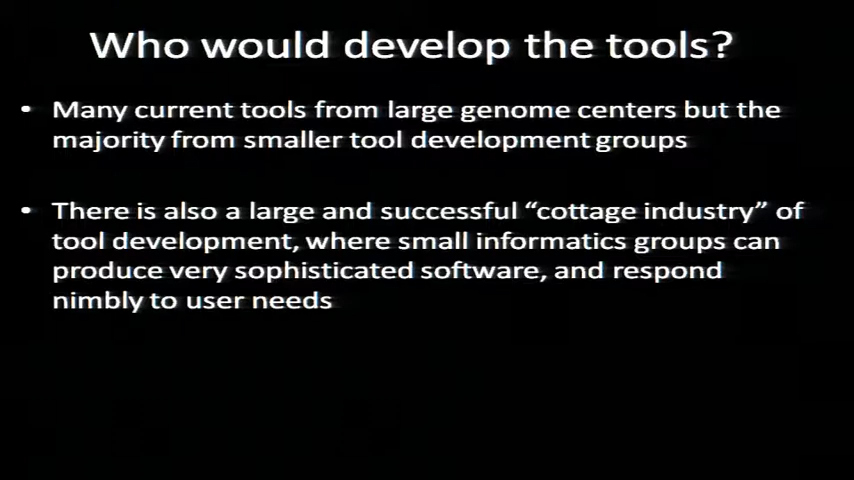 Who would develop the tools?
• Many current tools from large genome centers but the
majority from smaller tool development groups
• There is also a large and successful “cottage industry” of
tool development, where small informatics groups can
produce very sophisticated software, and respond
nimbly to user needs